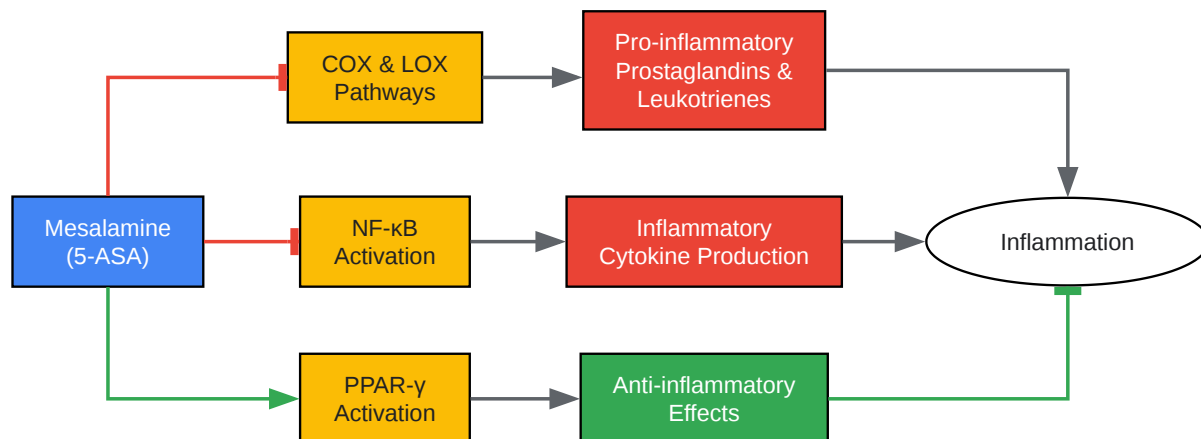 COX & LOX
Pathways
Pro-inflammatory
Prostaglandins &
Leukotrienes
Mesalamine
(5-ASA)
NF-κB
Activation
Inflammatory
Cytokine Production
Inflammation
PPAR-γ
Activation
Anti-inflammatory
Effects